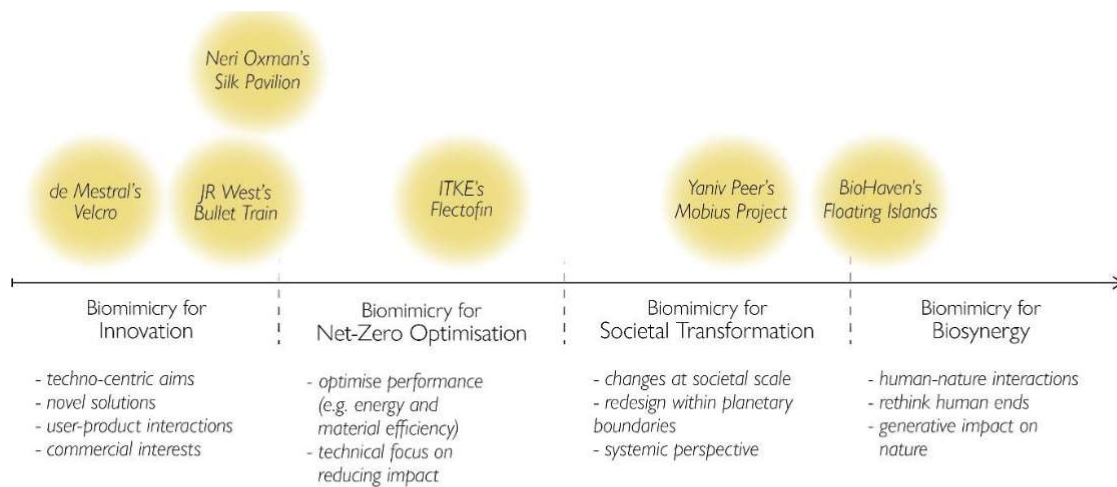 Neri Oxman's
Silk Pavilion
de Mestral's
Velcro
JR West's
Bullet Train
ITKE's
Flectofin
Yaniv Peer's
Mobius Project
BioHaven's
Floating Islands
Biomimicry for
Innovation
- techno-centric aims
- novel solutions
- user-product interactions
- commercial interests
Biomimicry for
Net-Zero Optimisation
- optimise performance
(e.g. energy and
material efficiency)
- technical focus on
reducing impact
Biomimicry for
Societal Transformation
- changes at societal scale
- redesign within planetary
boundaries
- systemic perspective
Biomimicry for
Biosynergy
- human-nature interactions
- rethink human ends
- generative impact on
nature